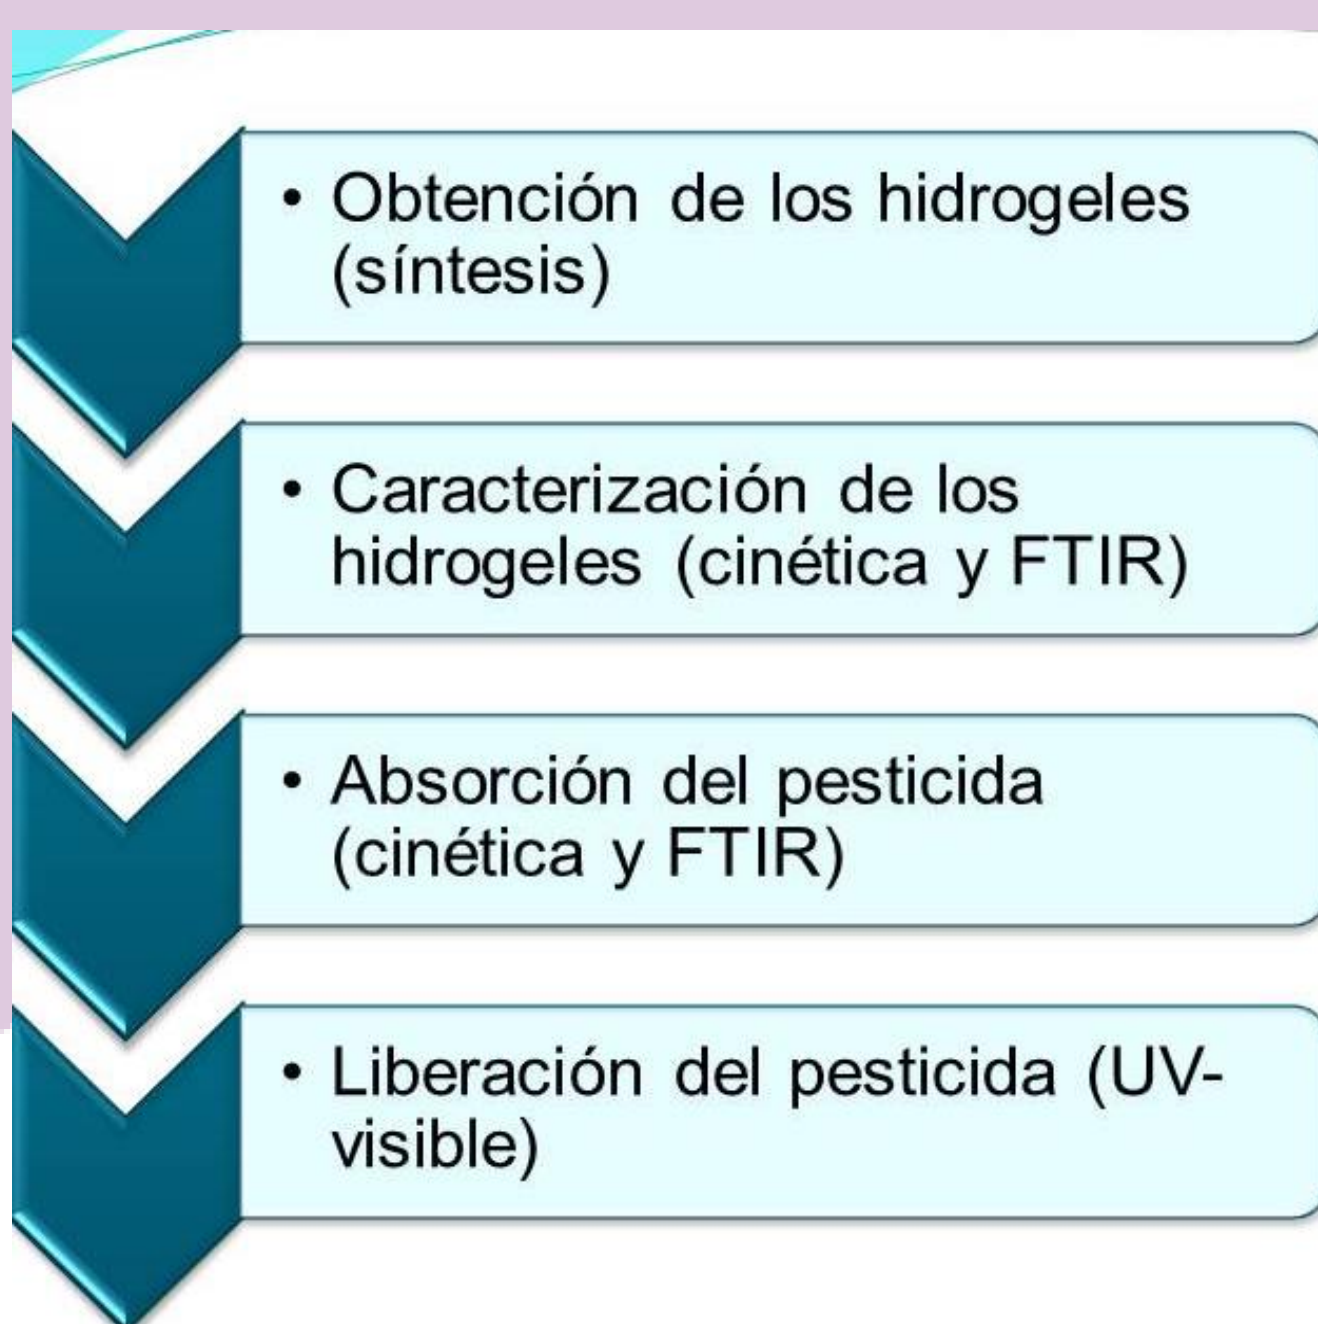 • Obtención de los hidrogeles
(síntesis)
• Caracterización de los
hidrogeles (cinética y FTIR)
• Absorción del pesticida
(cinética y FTIR)
• Liberación del pesticida (UV-
visible)